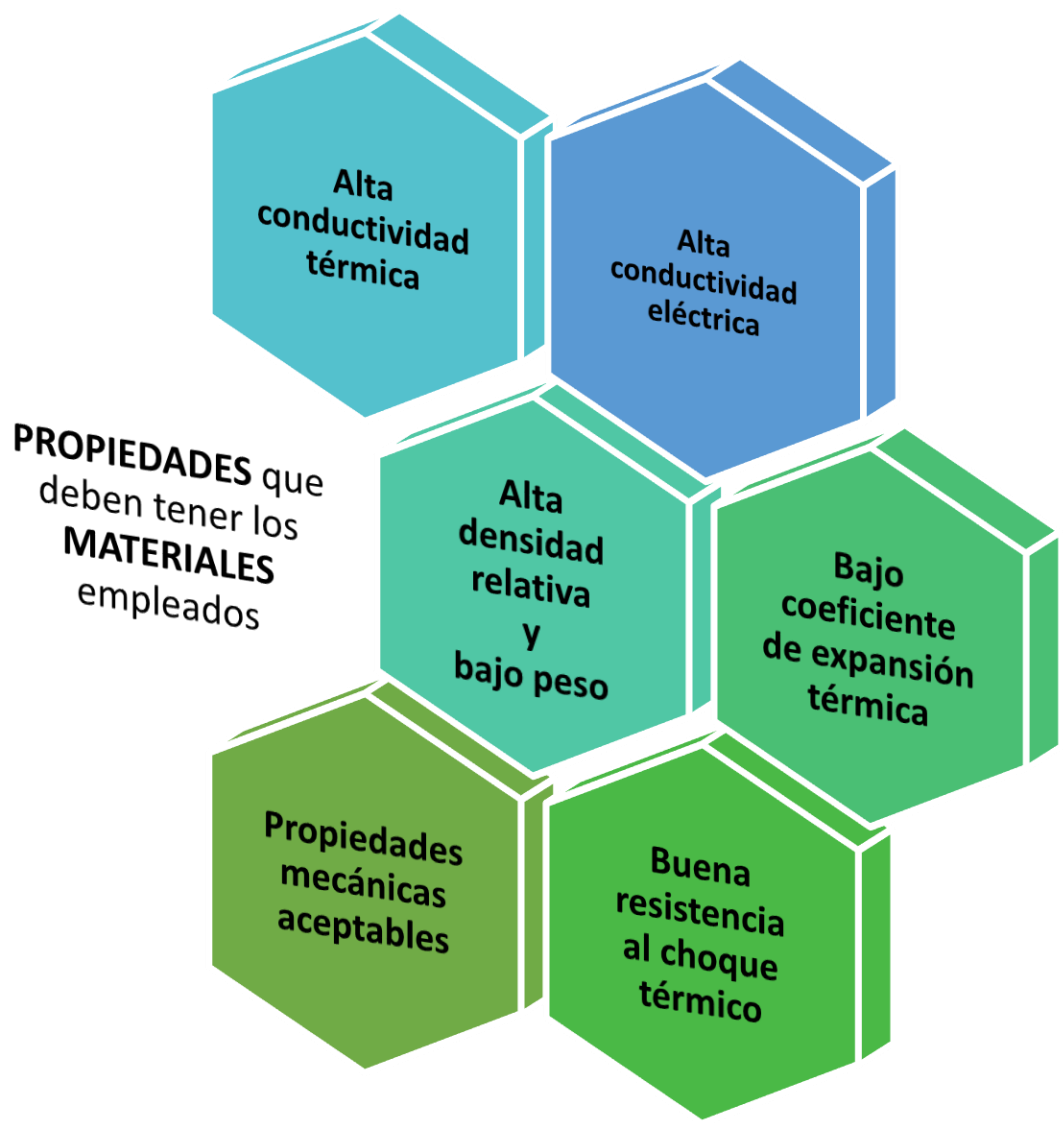 PROPIEDADES que
deben tener los
MATERIALES
empleados
Alta
conductividad
térmica
Alta
conductividad
eléctrica
Alta
densidad
relativa
y
bajo peso
Bajo
coeficiente
de expansión
térmica
Propiedades
mecánicas
aceptables
Buena
resistencia
al choque
térmico